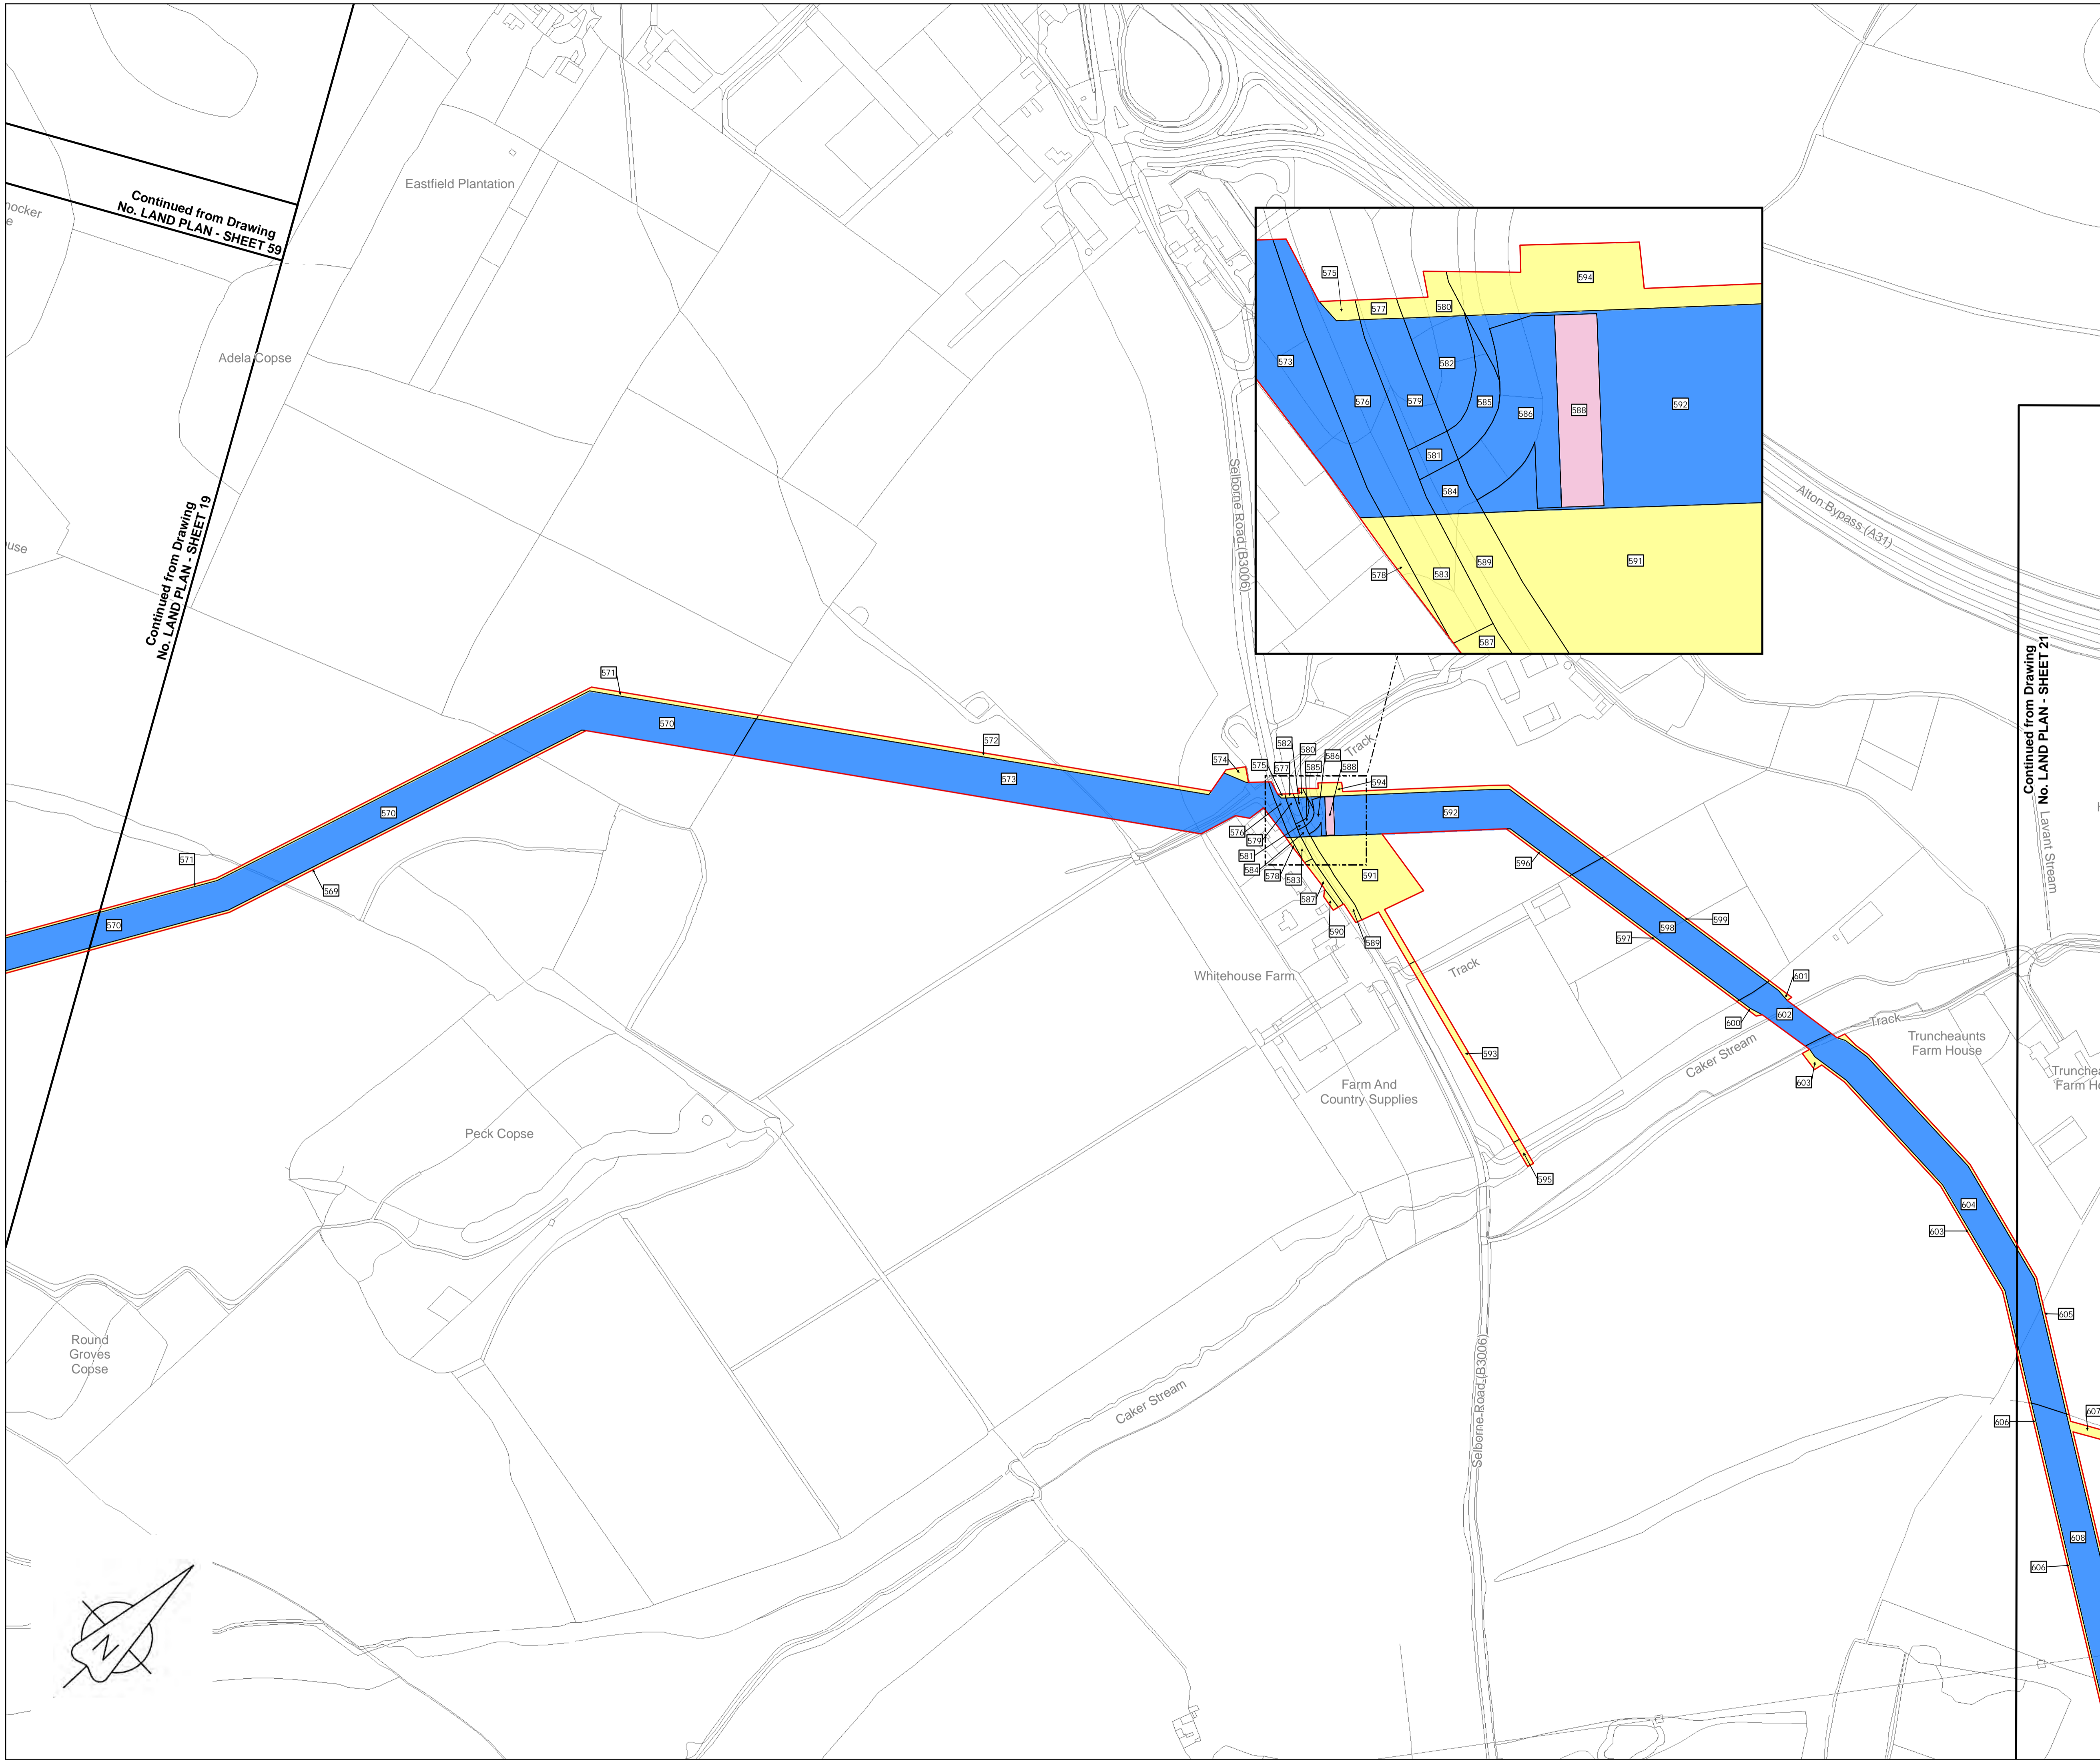 Continued from Drawing
No. LAND PLAN - SHEET 59
Eastfield Plantation
Adela Copse
Continued from Drawing
No. LAND PLAN - SHEET 19
Selborne Road (B3006)
575
577
580
594
573
582
576
579
585
586
588
592
581
584
578
583
589
591
587
Alton Bypass (A31)
Continued from Drawing
No. LAND PLAN - SHEET 21
Lavant Stream
571
570
572
573
574
575
577
582
580
585
586
588
594
Track
576
579
581
584
578
583
587
590
589
591
592
596
570
571
569
570
597
598
599
601
600
602
603
593
595
Whitehouse Farm
Track
Farm And
Country Supplies
Caker Stream
Track
Truncheaunts
Farm House
Peck Copse
604
603
605
606
607
608
606
Round
Groves
Copse
Caker Stream
Selborne Road (B3006)
N